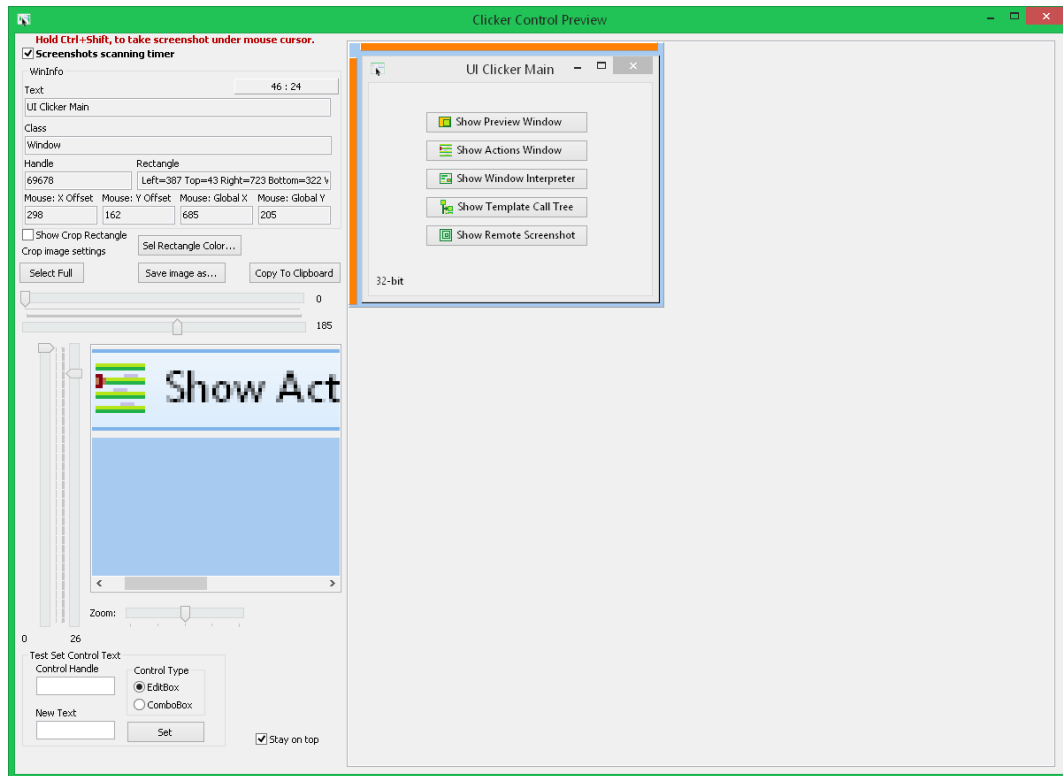 Clicker Control Preview
Hold Ctrl+Shift, to take screenshot under mouse cursor.
Screenshots scanning timer
WinInfo
Text
46 : 24
UI Clicker Main
Class
Window
Handle Rectangle
69678 Left=387 Top=43 Right=723 Bottom=322
Mouse: X Offset Mouse: Y Offset Mouse: Global X Mouse: Global Y
298 162 685 205
Show Crop Rectangle
Crop image settings
Sel Rectangle Color...
Select Full Save image as... Copy To Clipboard
0
185
Show Act
Zoom:
0 26
Test Set Control Text
Control Handle Control Type
EditBox
ComboBox
New Text
Set
Stay on top
UI Clicker Main
Show Preview Window
Show Actions Window
Show Window Interpreter
Show Template Call Tree
Show Remote Screenshot
32-bit